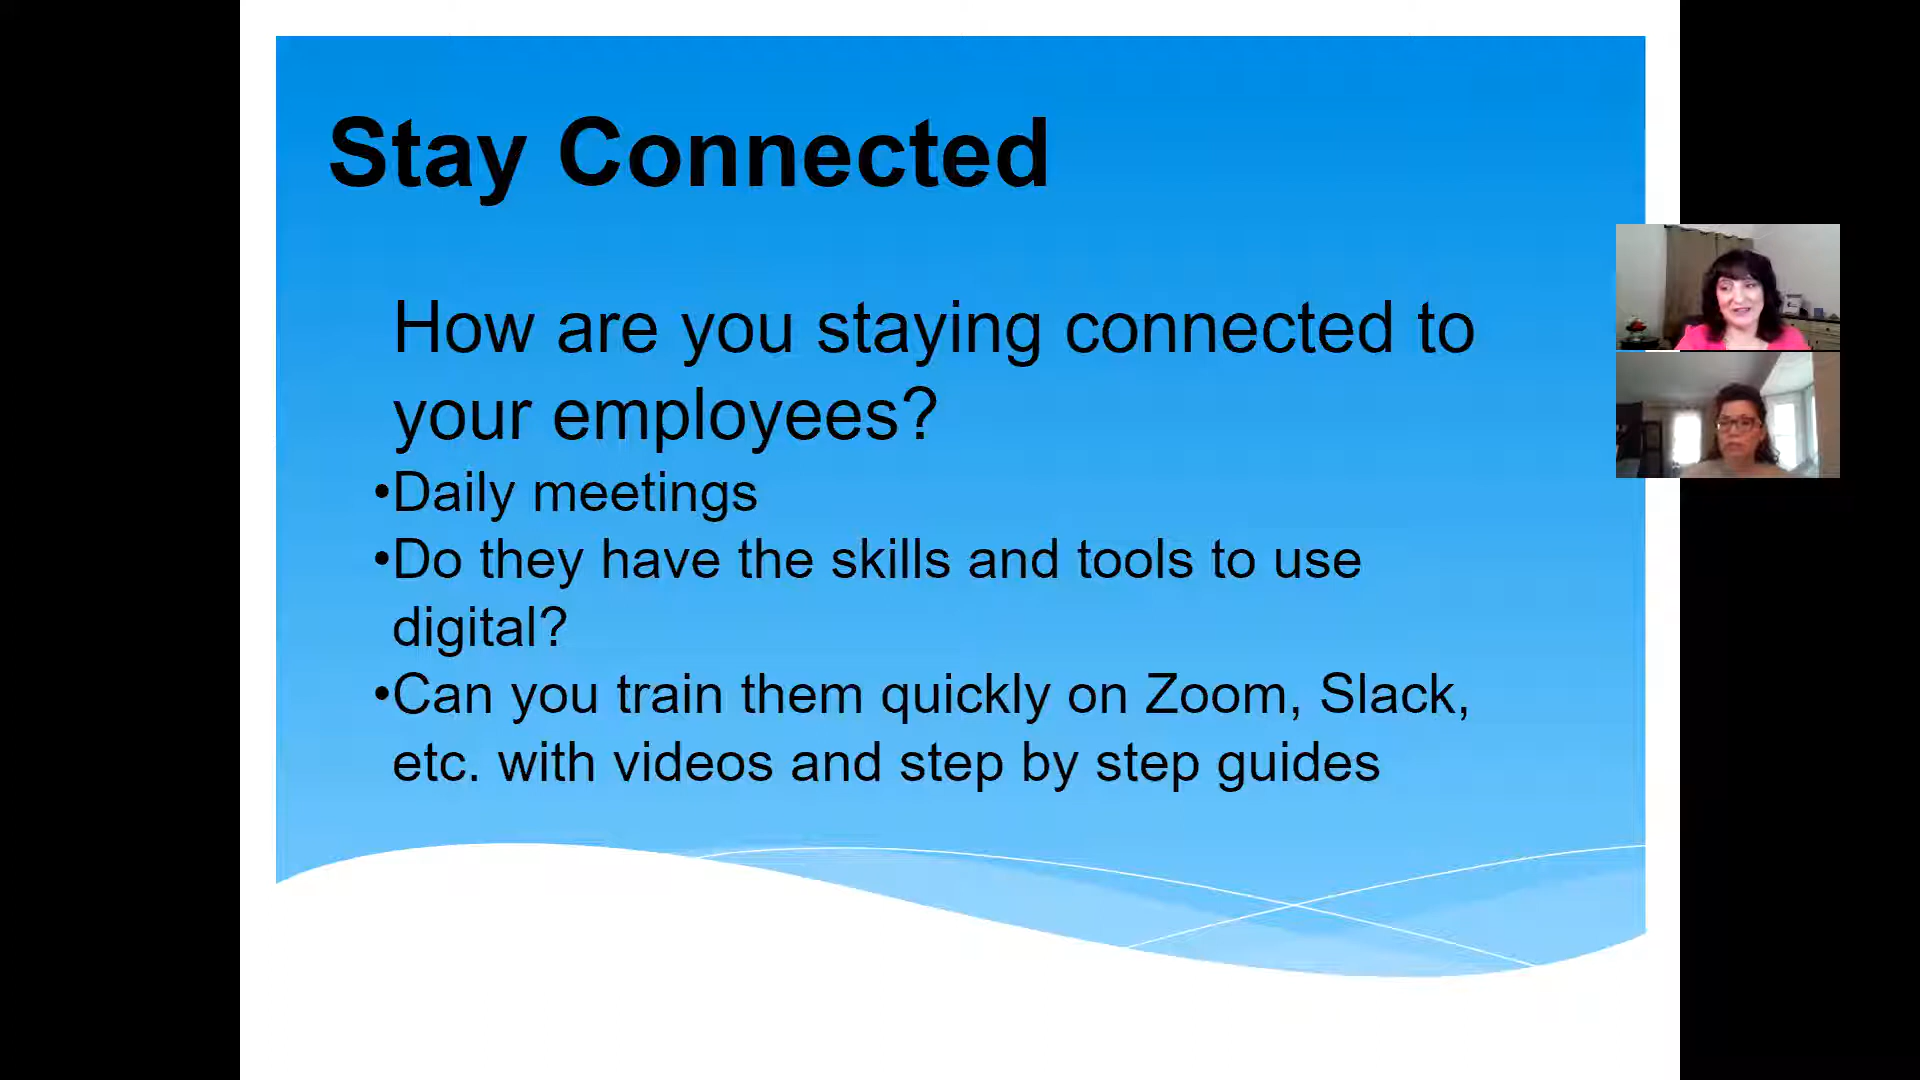 Stay Connected
How are you staying connected to
your employees?
•Daily meetings
•Do they have the skills and tools to use
digital?
•Can you train them quickly on Zoom, Slack,
etc. with videos and step by step guides